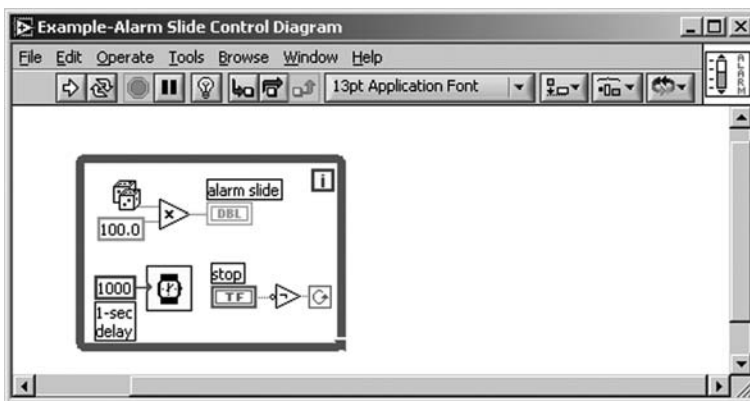 Example-Alarm Slide Control Diagram
File Edit Operate Tools Browse Window Help
13pt Application Font
ALARM
i
alarm slide
DBL
100.0
x
1000
1-sec
delay
stop
TF